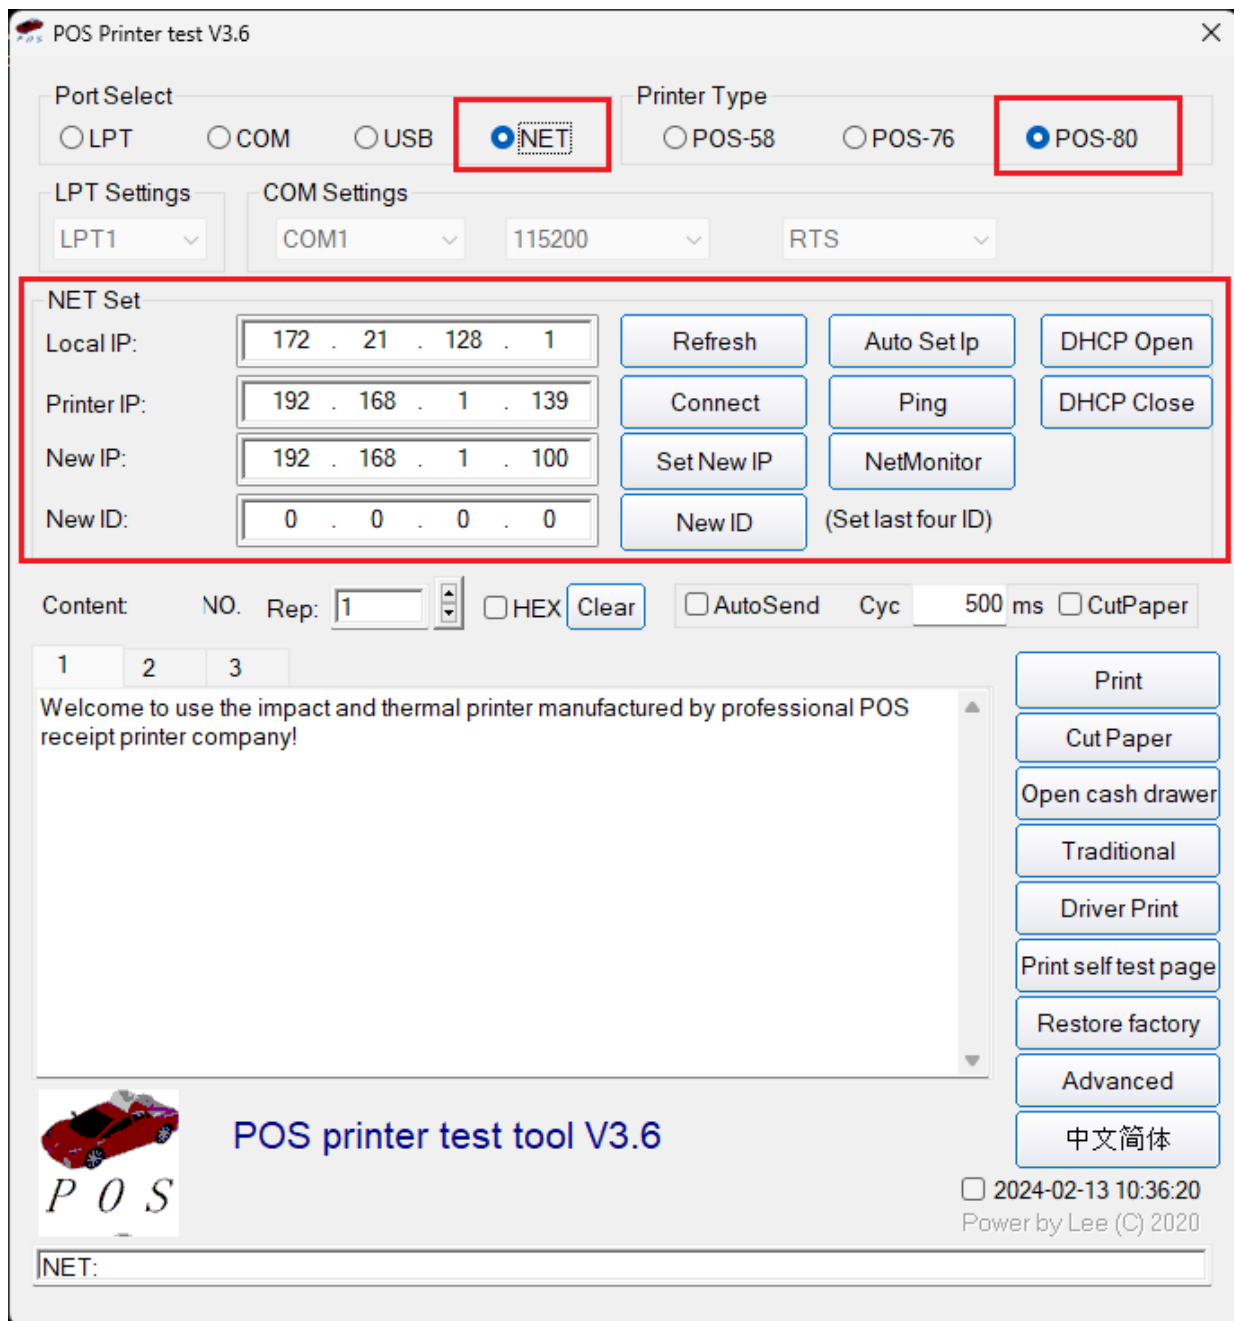 POS Printer test V3.6
Port Select
Printer Type
LPT COM USB NET POS-58 POS-76 POS-80
LPT Settings COM Settings
LPT1 COM1 115200 RTS
NET Set
Local IP: 172 . 21 . 128 . 1 Refresh Auto Set Ip DHCP Open
Printer IP: 192 . 168 . 1 . 139 Connect Ping DHCP Close
New IP: 192 . 168 . 1 . 100 Set New IP NetMonitor
New ID: 0 . 0 . 0 . 0 New ID (Set last four ID)
Content: NO. Rep: 1 HEX Clear AutoSend Cyc 500 ms CutPaper
1 2 3
Welcome to use the impact and thermal printer manufactured by professional POS
receipt printer company!
Print
Cut Paper
Open cash drawer
Traditional
Driver Print
Print self test page
Restore factory
Advanced
中文简体
POS printer test tool V3.6
POS
POS
2024-02-13 10:36:20
Power by Lee (C) 2020
NET: